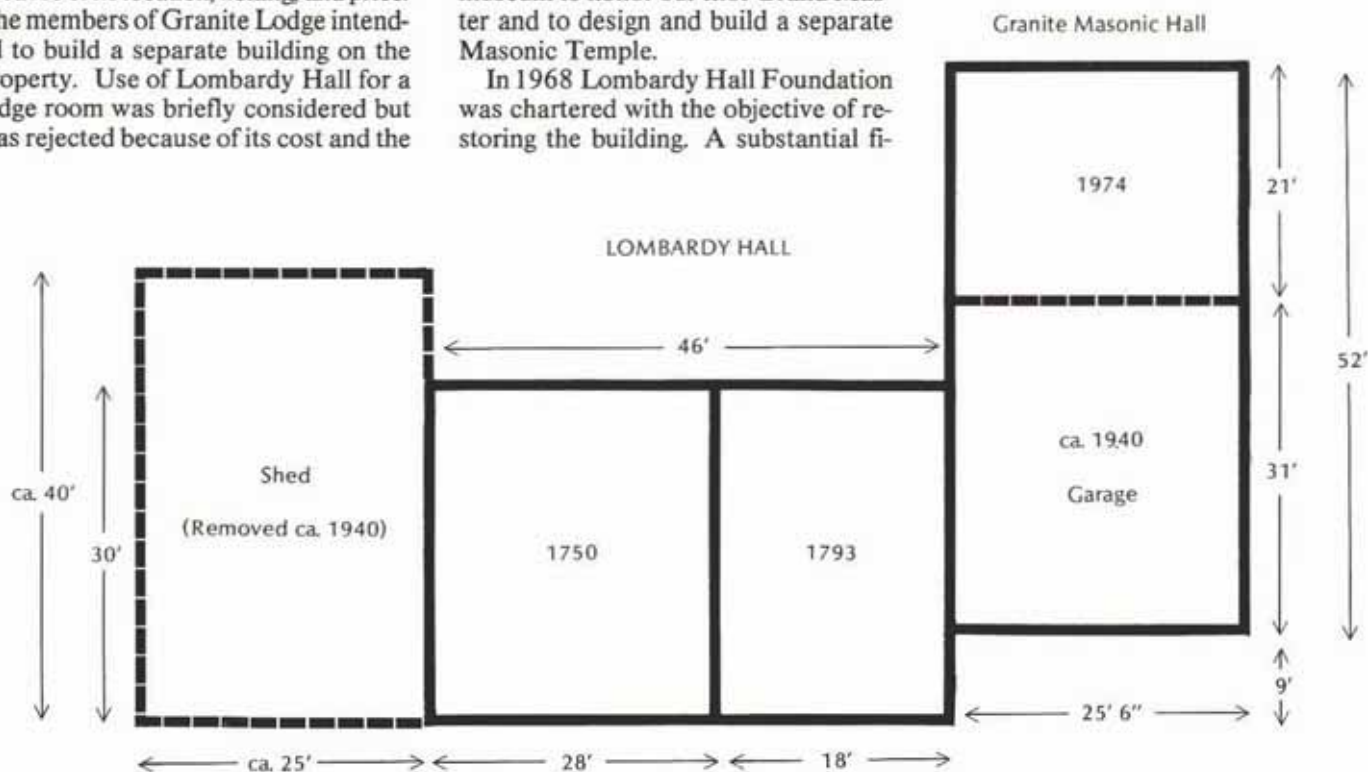 he members of Granite Lodge intend-
to build a separate building on the
operty. Use of Lombardy Hall for a
dge room was briefly considered but
as rejected because of its cost and the
ter and to design and build a separate
Masonic Temple.
In 1968 Lombardy Hall Foundation
was chartered with the objective of re-
storing the building. A substantial fi-
Granite Masonic Hall
LOMBARDY HALL
1974
21'
52'
46'
ca. 1940
Garage
31'
9'
25' 6"
ca. 40'
30'
Shed
(Removed ca. 1940)
1750
1793
ca. 25'
28'
18'